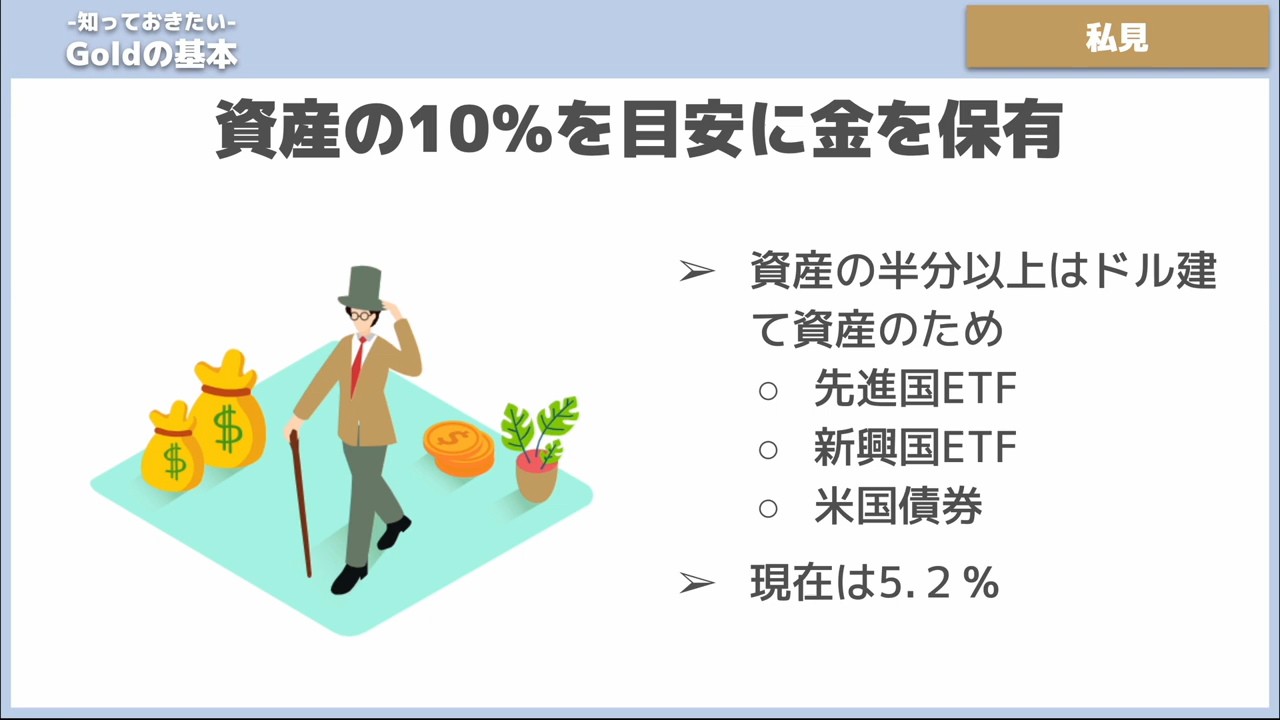 -知っておきたい-
Goldの基本
私見
資産の10%を目安に金を保有
➢ 資産の半分以上はドル建
て資産のため
○ 先進国ETF
○ 新興国ETF
○ 米国債券
➢ 現在は5.２%
$
$
$